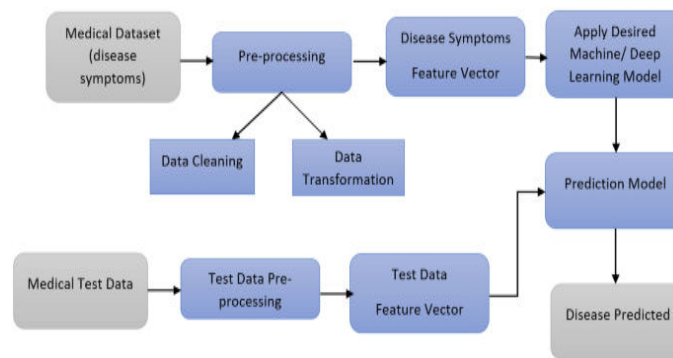 Medical Dataset
(disease
symptoms)
Pre-processing
Disease Symptoms
Feature Vector
Apply Desired
Machine/ Deep
Learning Model
Data Cleaning
Data
Transformation
Prediction Model
Medical Test Data
Test Data Pre-
processing
Test Data
Feature Vector
Disease Predicted